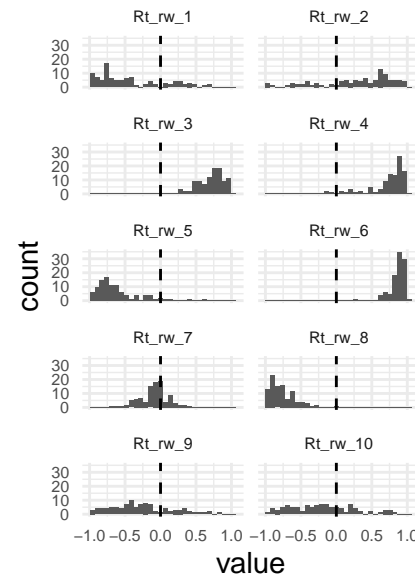 Rt_rw_1 Rt_rw_2
30
20
10
0
Rt_rw_3 Rt_rw_4
30
20
10
0
Rt_rw_5 Rt_rw_6
30
20
10
0
Rt_rw_7 Rt_rw_8
30
20
10
0
Rt_rw_9 Rt_rw_10
30
20
10
0
−1.0 −0.5 0.0 0.5 1.0 −1.0 −0.5 0.0 0.5 1.0
count
value